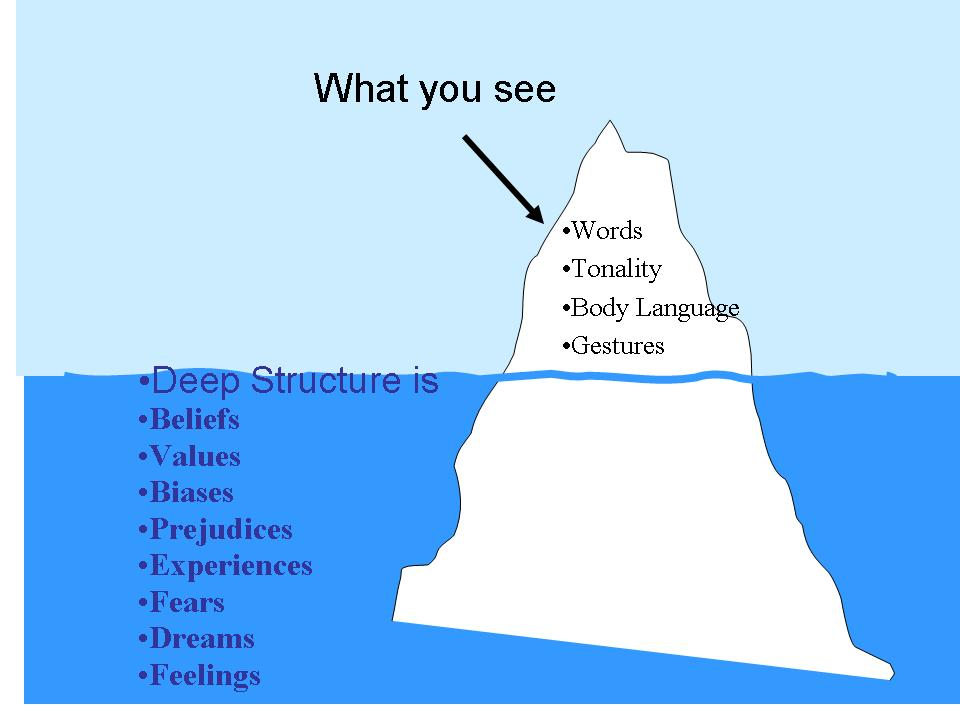 What you see
•Words
•Tonality
•Body Language
•Gestures
•Deep Structure is
•Beliefs
•Values
•Biases
•Prejudices
•Experiences
•Fears
•Dreams
•Feelings